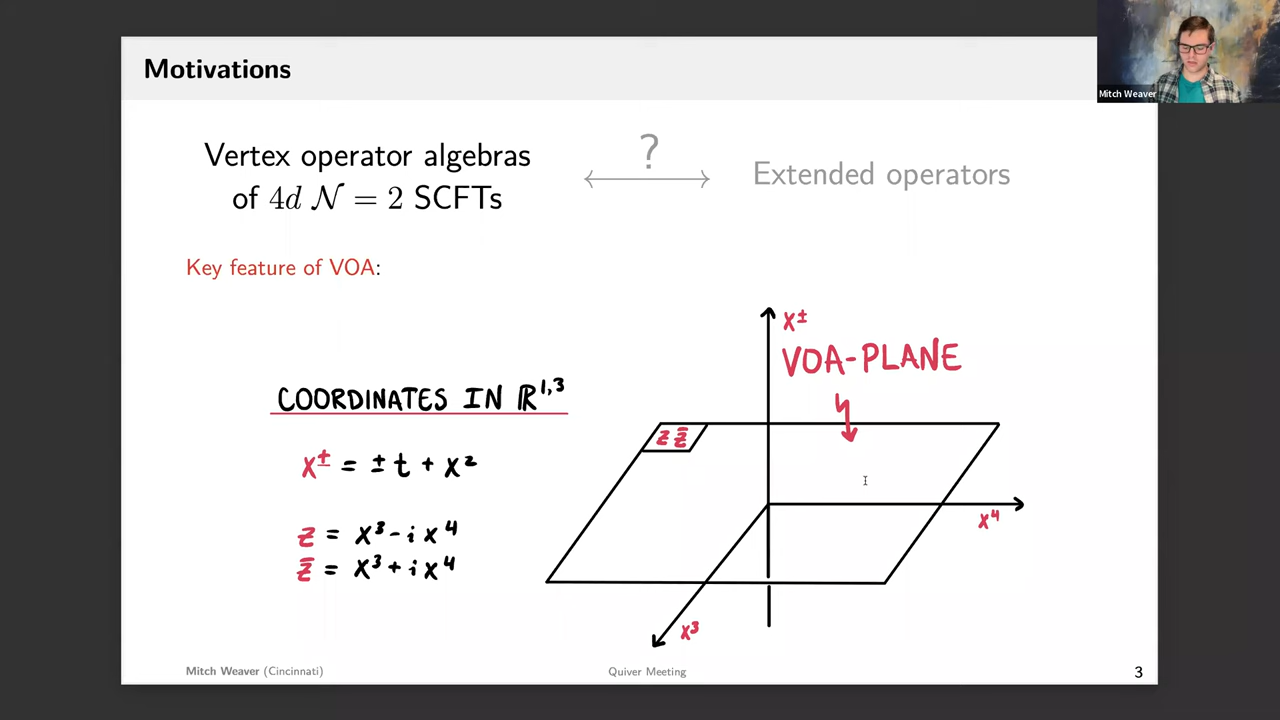 Motivations
Mitch Weaver
Vertex operator algebras
of 4d 𝒩 = 2 SCFTs
?
Extended operators
Key feature of VOA:
x±
VOA-PLANE
COORDINATES IN ℝ^1,3
z z̄
x± = ± t + x²
x⁴
z = x³ - i x⁴
z̄ = x³ + i x⁴
x³
Mitch Weaver (Cincinnati)
Quiver Meeting
3